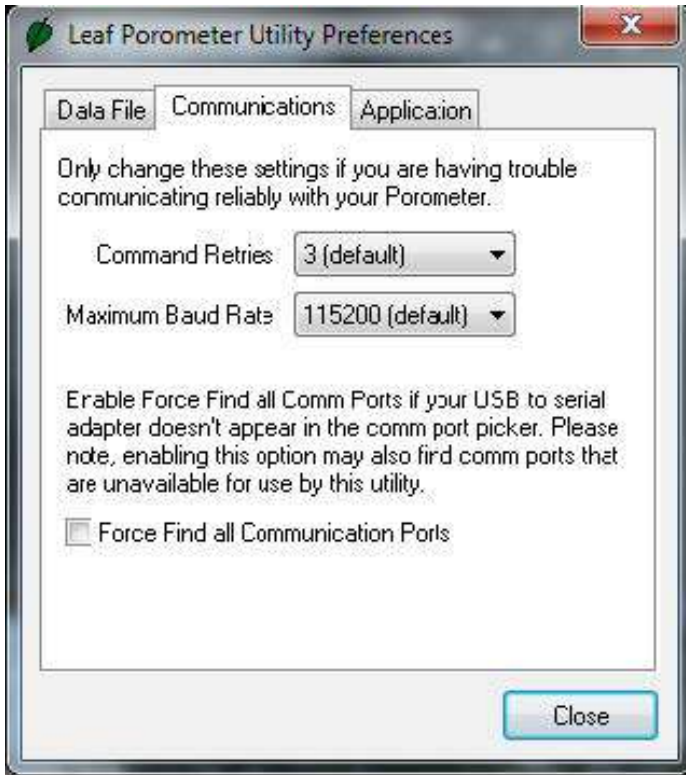 Leaf Porometer Utility Preferences
Data File
Communications
Application
Only change these settings if you are having trouble
communicating reliably with your Porometer.
Command Retries
3 (default)
Maximum Baud Rate
115200 (default)
Enable Force Find all Comm Ports if your USB to serial
adapter doesn't appear in the comm port picker. Please
note, enabling this option may also find comm ports that
are unavailable for use by this utility.
Force Find all Communication Ports
Close